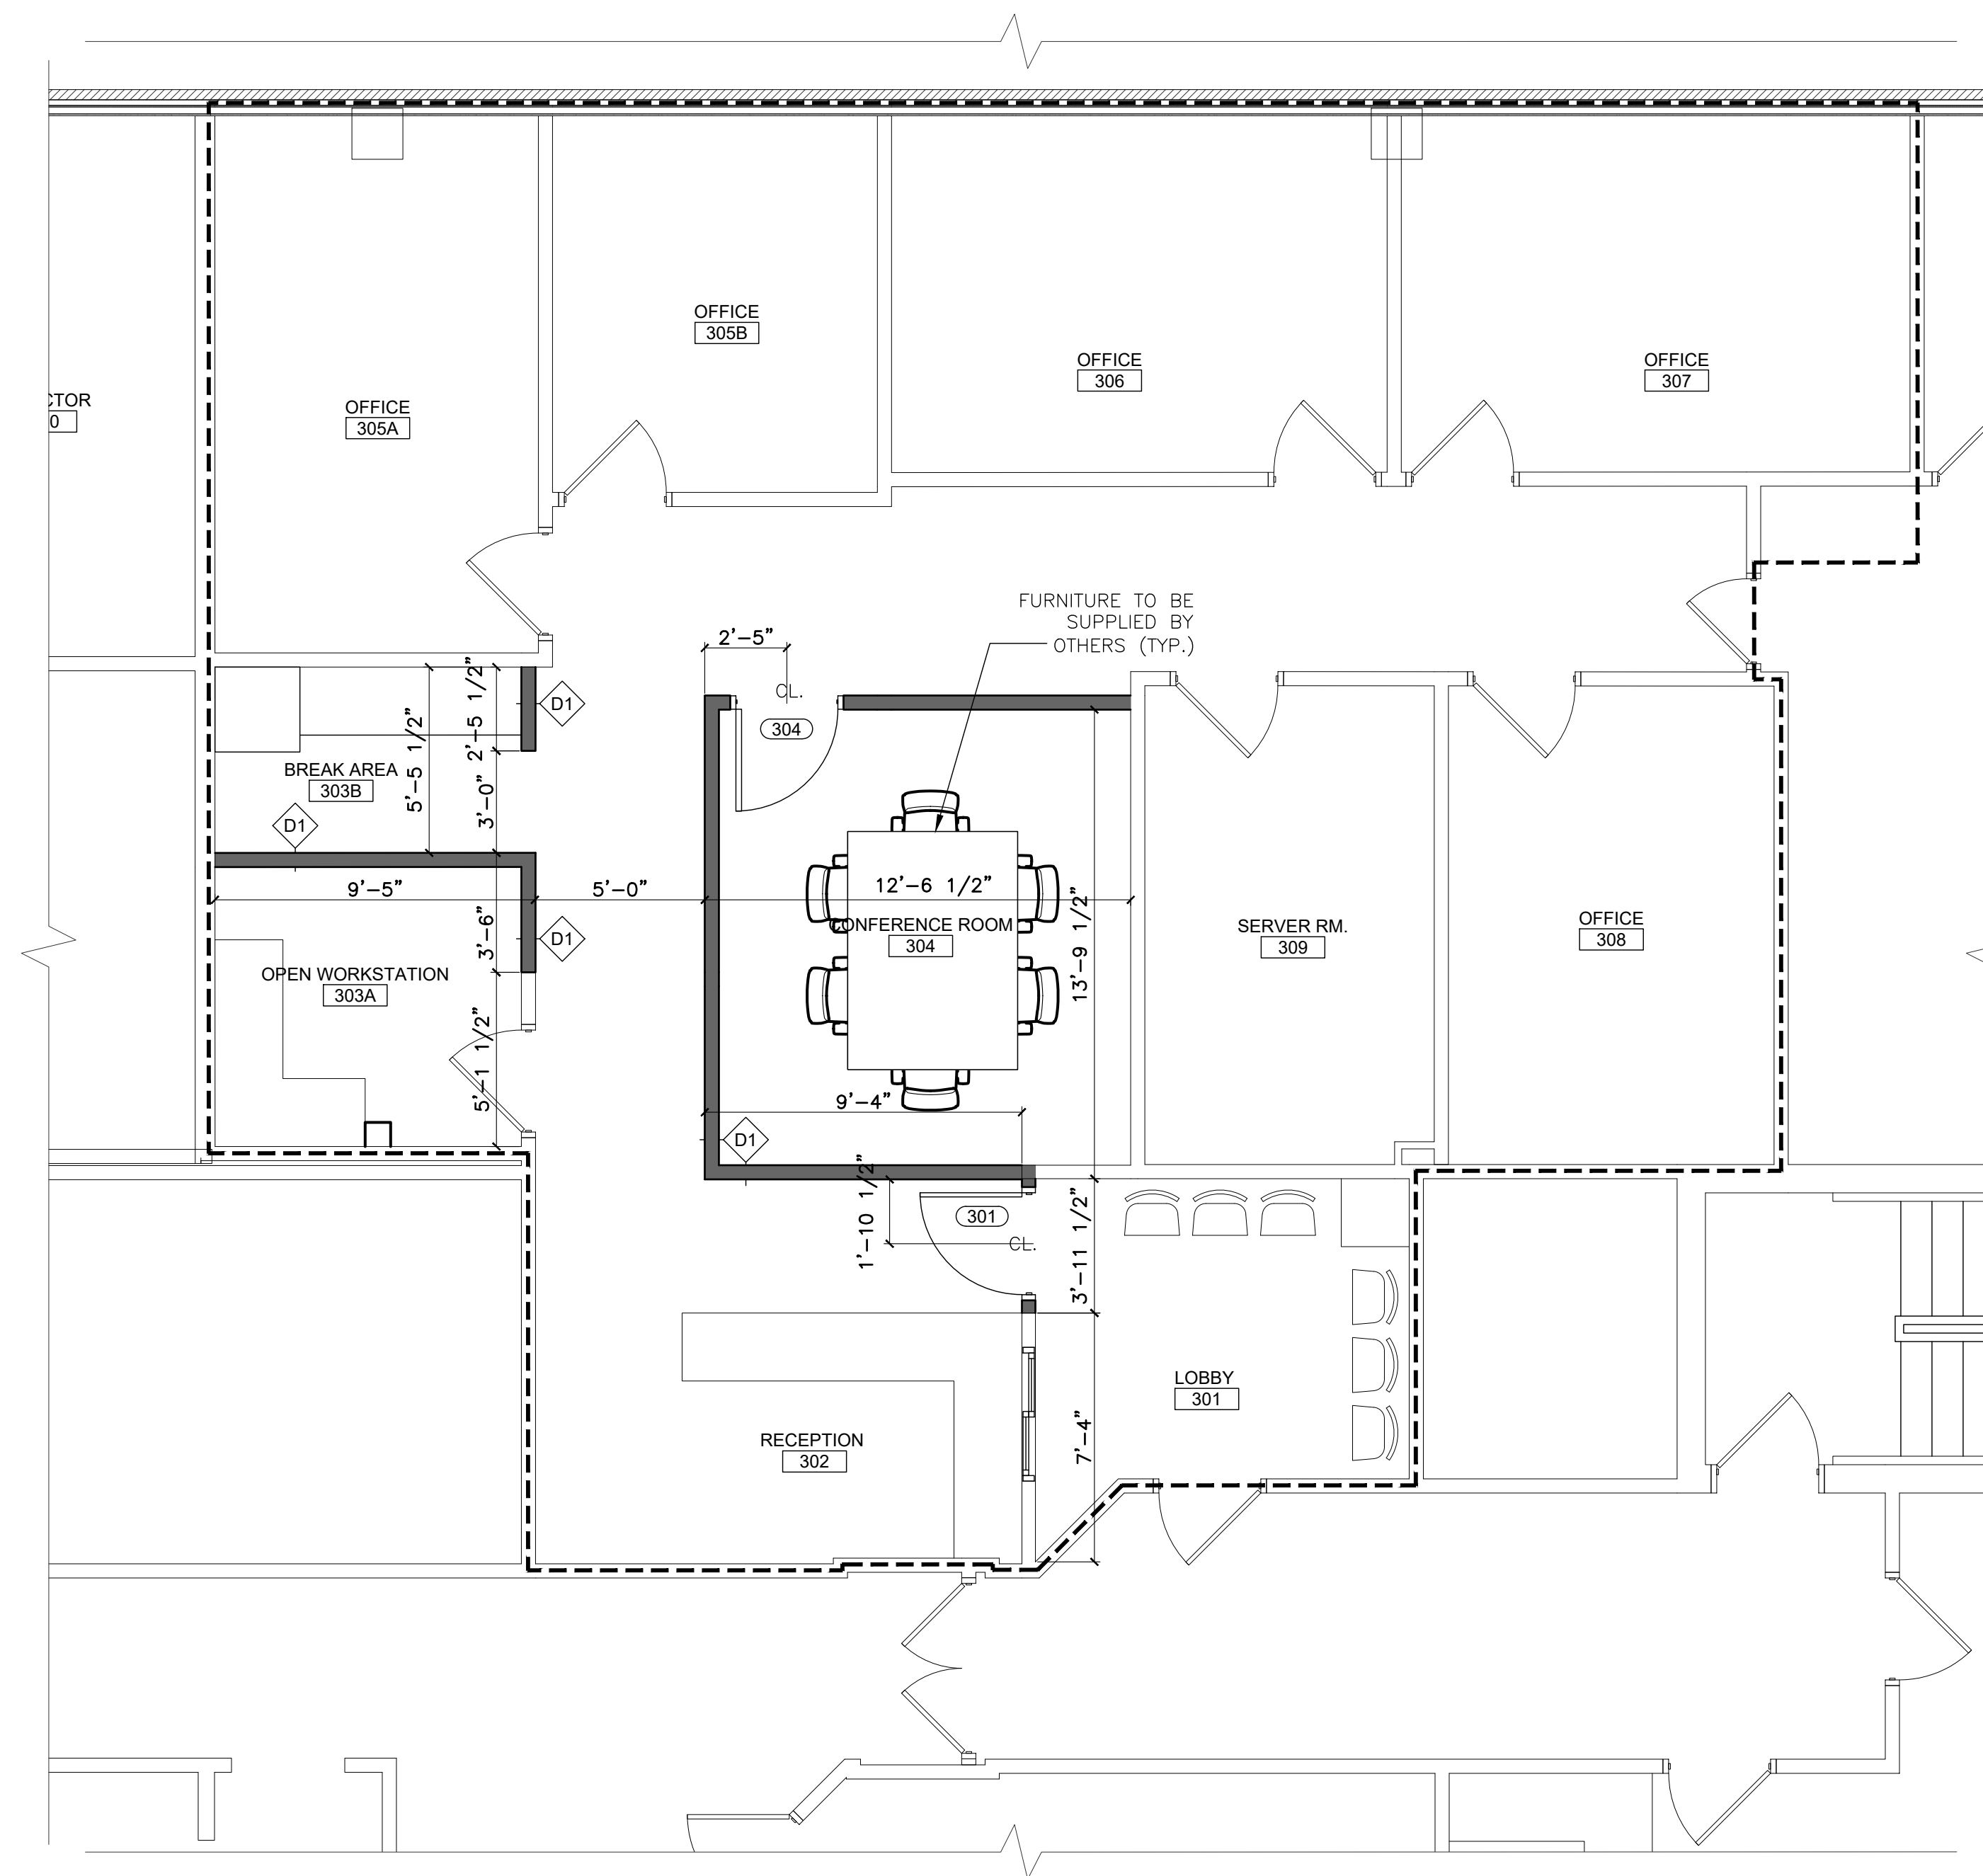 OFFICE
305B
OFFICE
306
OFFICE
307
CTOR
0
OFFICE
305A
FURNITURE TO BE
SUPPLIED BY
OTHERS (TYP.)
2'-5"
CL.
304
D1
2'-5 1/2"
5'-5 1/2"
3'-0"
BREAK AREA
303B
D1
9'-5"
5'-0"
12'-6 1/2"
13'-9 1/2"
3'-6"
D1
CONFERENCE ROOM
304
SERVER RM.
309
OFFICE
308
OPEN WORKSTATION
303A
5'-1 1/2"
9'-4"
D1
1'-10 1/2"
301
CL.
3'-11 1/2"
LOBBY
301
7'-4"
RECEPTION
302